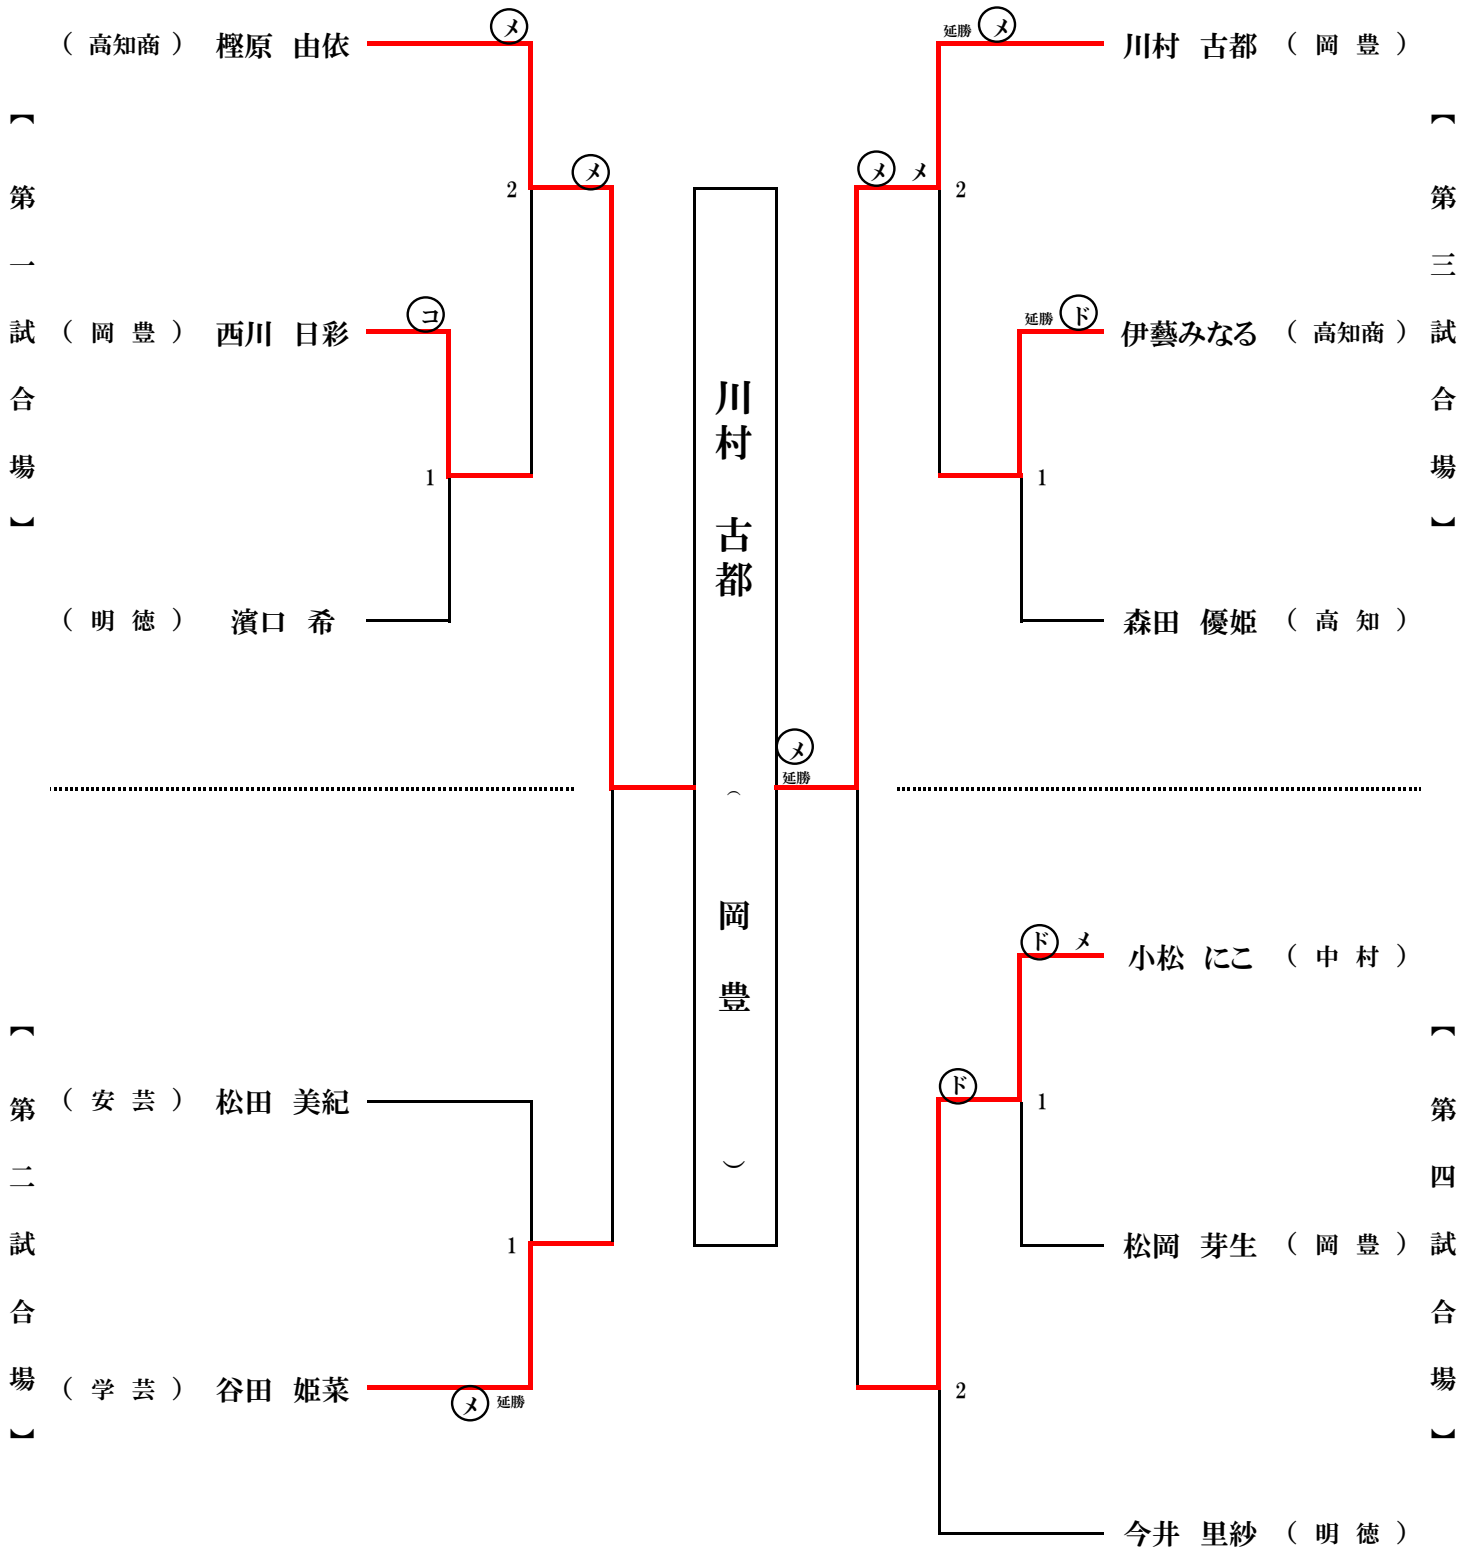 【第一試合場】
（高知商） 樫原 由依
メ
2
メ
（岡豊） 西川 日彩
コ
1
（明徳） 濱口 希
【第二試合場】
（安芸） 松田 美紀
1
（学芸） 谷田 姫菜
メ 延勝
川村 古都 （岡豊）
メ
延勝
【第三試合場】
延勝 メ
川村 古都 （岡豊）
メ メ
2
延勝 ド
伊藝みなる （高知商）
1
森田 優姫 （高知）
【第四試合場】
ド メ
小松 にこ （中村）
ド
1
松岡 芽生 （岡豊）
2
今井 里紗 （明徳）